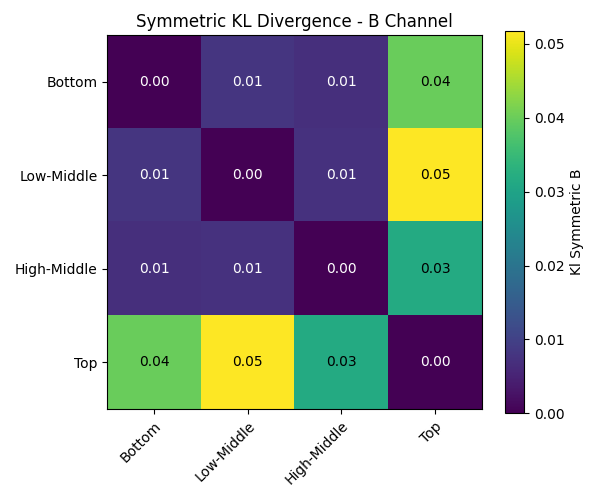 Symmetric KL Divergence - B Channel
Bottom 0.00 0.01 0.01 0.04
Low-Middle 0.01 0.00 0.01 0.05
High-Middle 0.01 0.01 0.00 0.03
Top 0.04 0.05 0.03 0.00
Bottom Low-Middle High-Middle Top
0.05
0.04
0.03
0.02
0.01
0.00
Kl Symmetric B